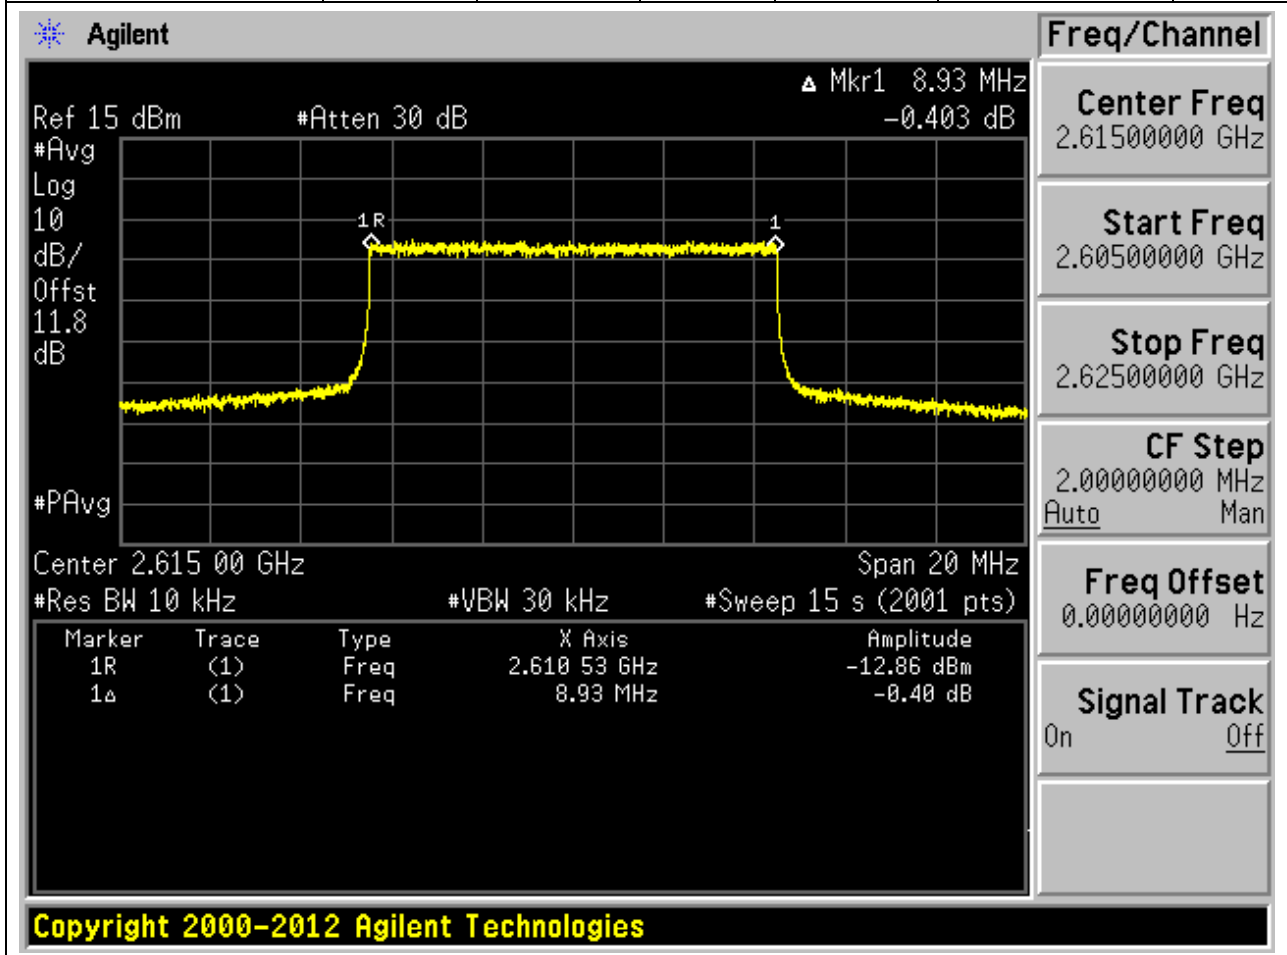 Agilent
Freq/Channel
Δ Mkr1 8.93 MHz
Ref 15 dBm #Atten 30 dB -0.403 dB
#Avg
Log
10
dB/
Offst
11.8
dB
1R
1
#PAvg
Center 2.615 00 GHz Span 20 MHz
#Res BW 10 kHz #VBW 30 kHz #Sweep 15 s (2001 pts)
Marker Trace Type X Axis Amplitude
1R (1) Freq 2.610 53 GHz -12.86 dBm
1Δ (1) Freq 8.93 MHz -0.40 dB
Center Freq
2.61500000 GHz
Start Freq
2.60500000 GHz
Stop Freq
2.62500000 GHz
CF Step
2.00000000 MHz
Auto Man
Freq Offset
0.00000000 Hz
Signal Track
On Off
Copyright 2000-2012 Agilent Technologies